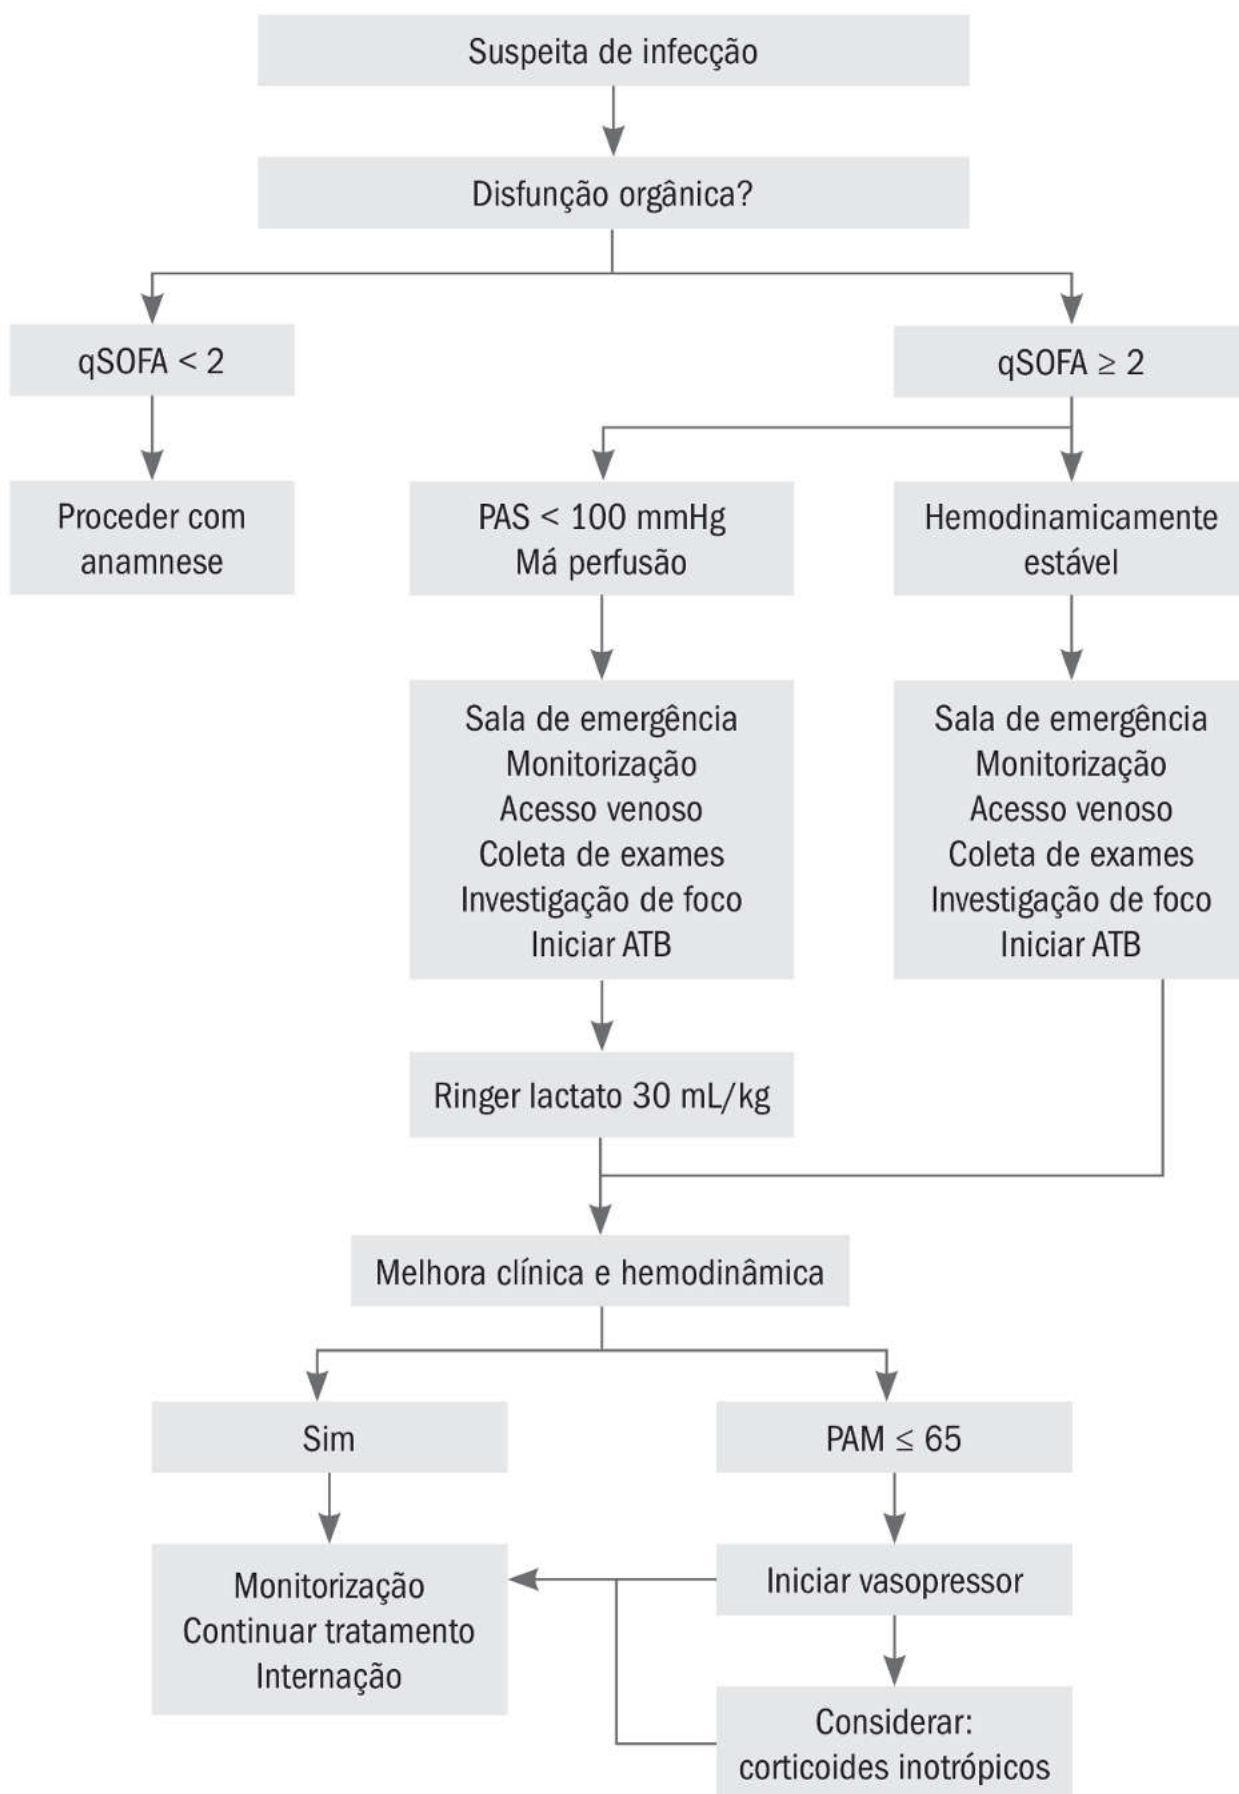 Suspeita de infecção
Disfunção orgânica?
qSOFA < 2
qSOFA ≥ 2
Proceder com
anamnese
PAS < 100 mmHg
Má perfusão
Hemodinamicamente
estável
Sala de emergência
Monitorização
Acesso venoso
Coleta de exames
Investigação de foco
Iniciar ATB
Sala de emergência
Monitorização
Acesso venoso
Coleta de exames
Investigação de foco
Iniciar ATB
Ringer lactato 30 mL/kg
Melhora clínica e hemodinâmica
Sim
PAM ≤ 65
Monitorização
Continuar tratamento
Internação
Iniciar vasopressor
Considerar:
corticoides inotrópicos